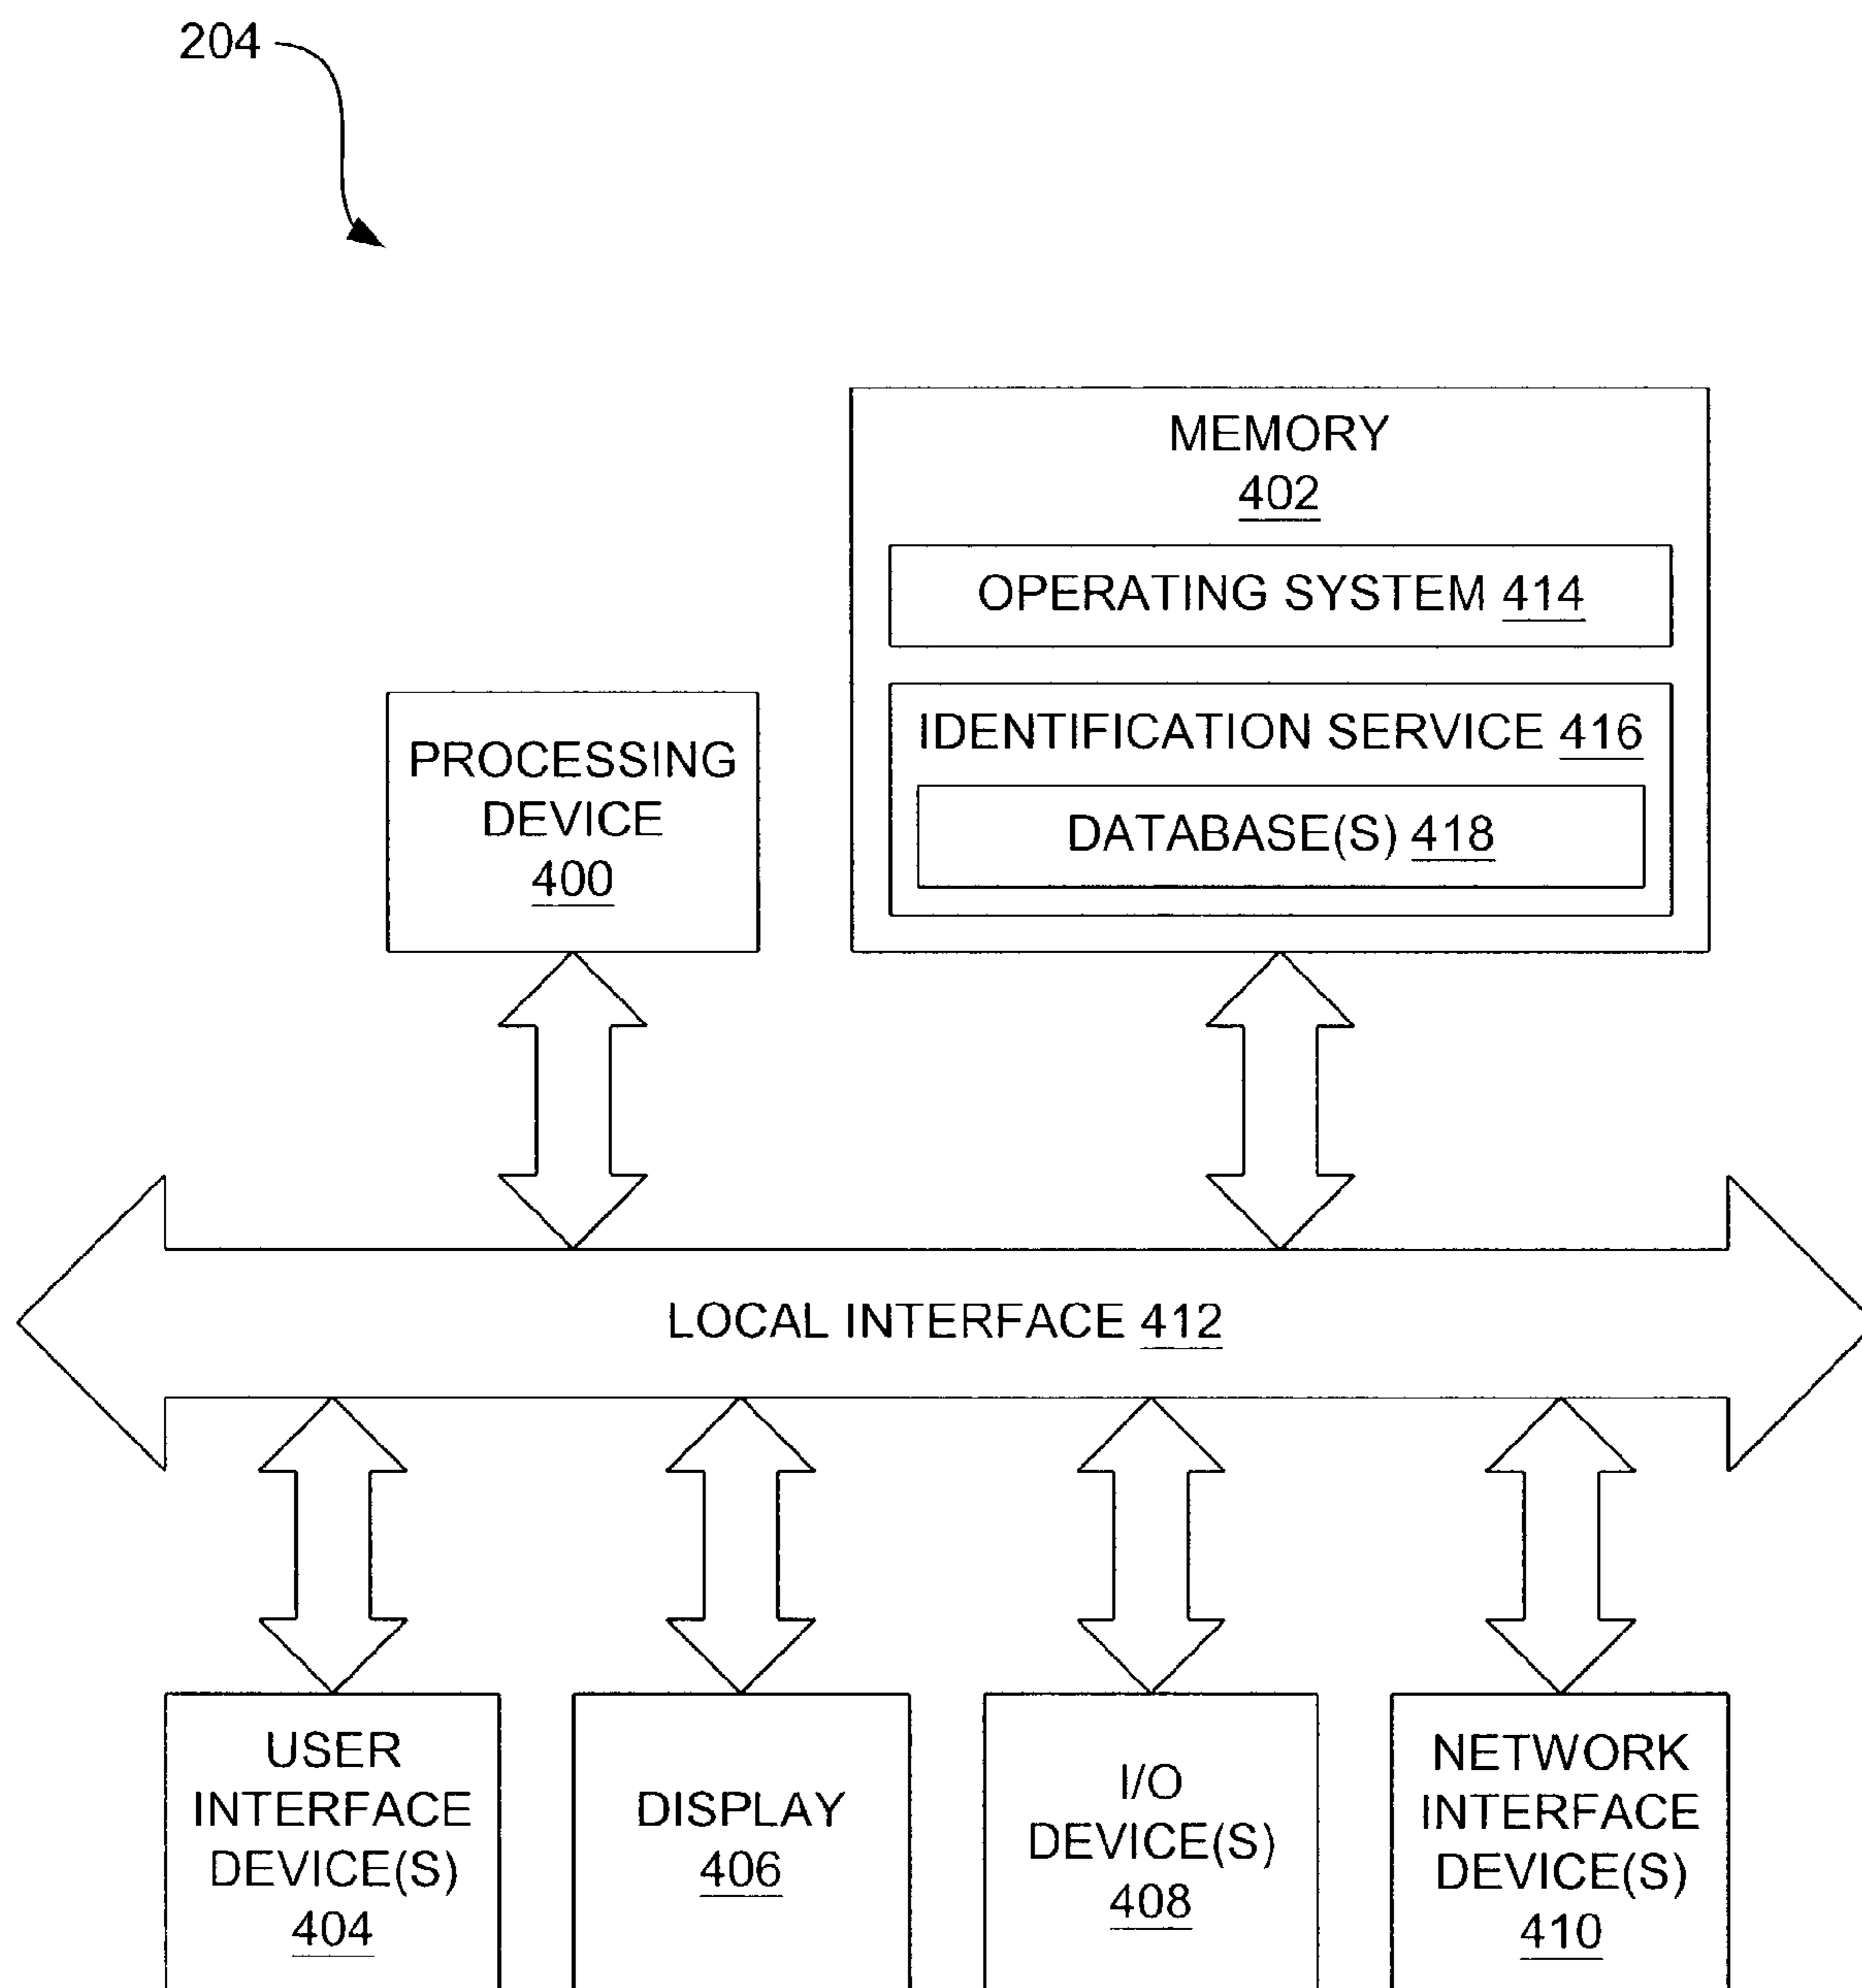 204
MEMORY
402
OPERATING SYSTEM 414
IDENTIFICATION SERVICE 416
DATABASE(S) 418
PROCESSING
DEVICE
400
LOCAL INTERFACE 412
USER
INTERFACE
DEVICE(S)
404
DISPLAY
406
I/O
DEVICE(S)
408
NETWORK
INTERFACE
DEVICE(S)
410